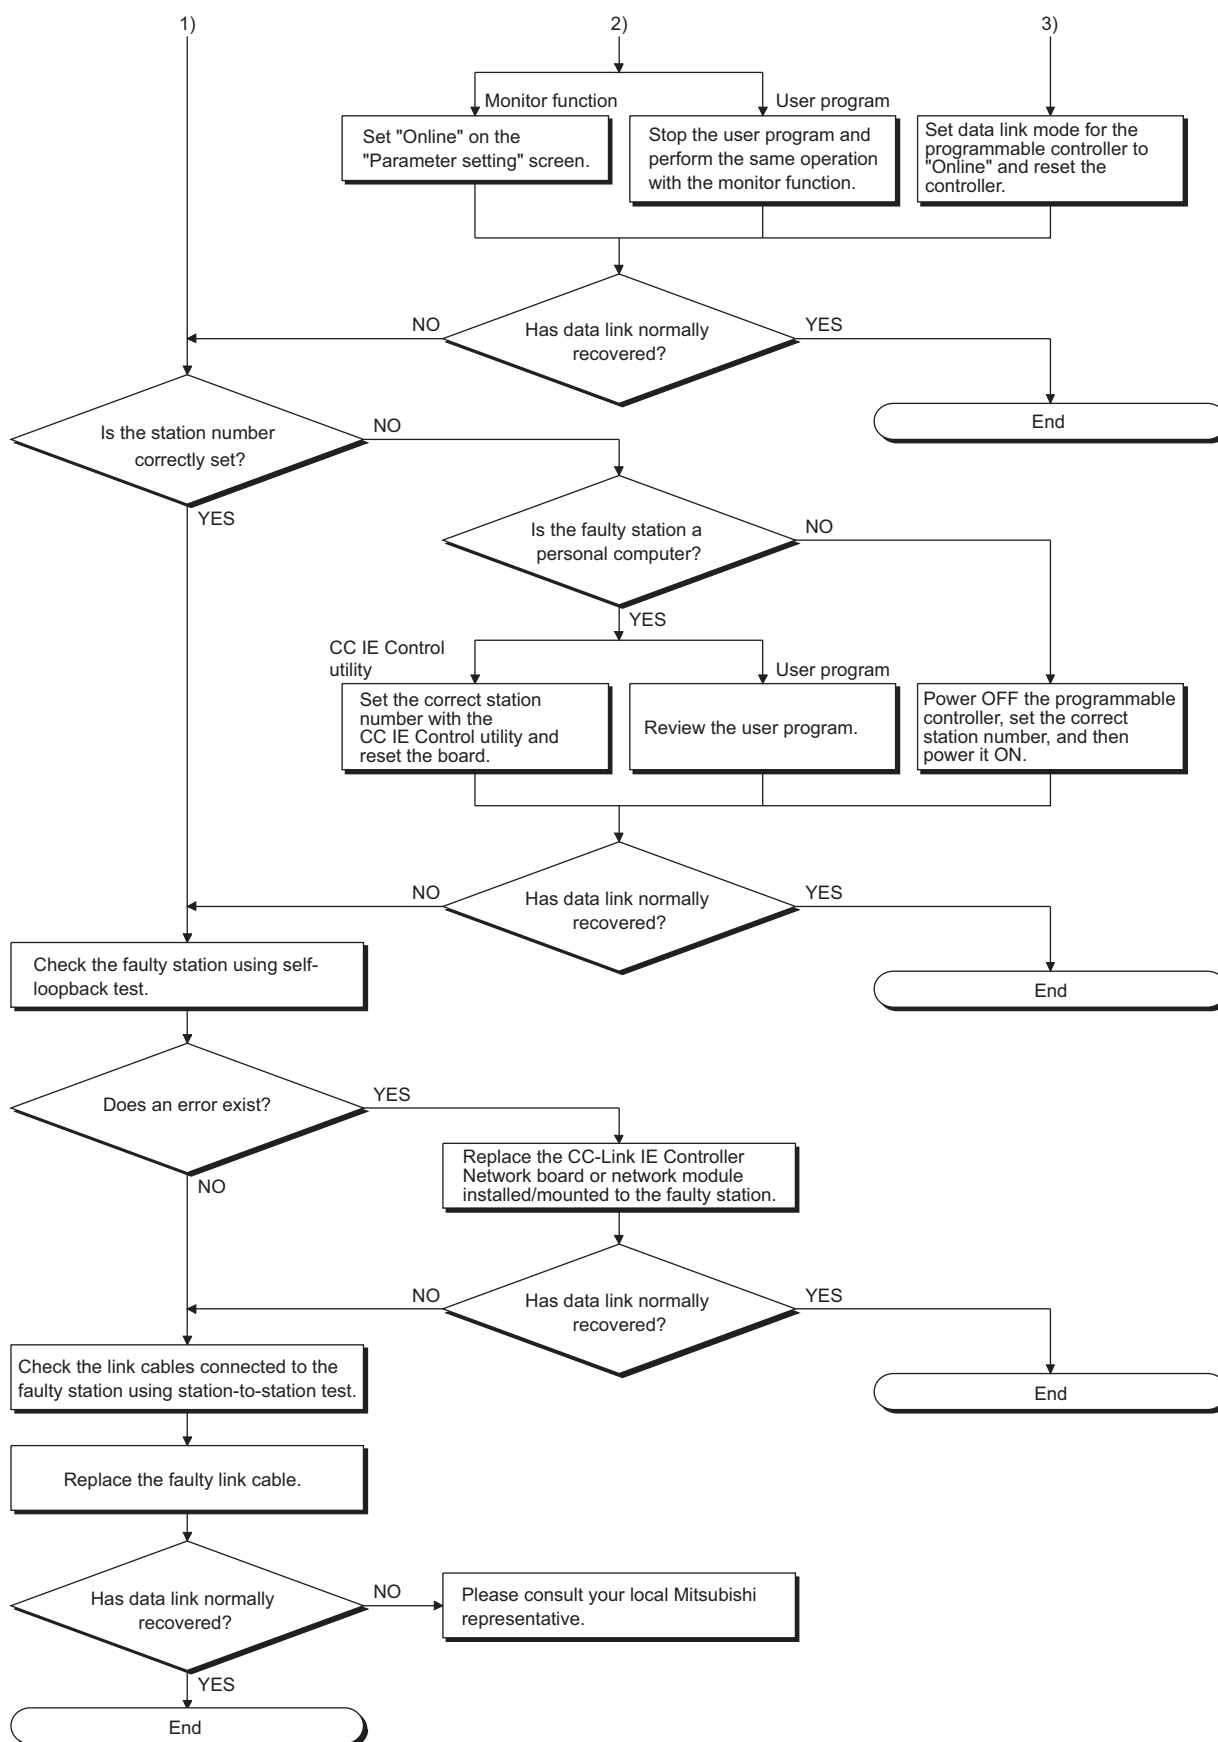 1)
2)
3)
Monitor function
User program
Set "Online" on the
"Parameter setting" screen.
Stop the user program and
perform the same operation
with the monitor function.
Set data link mode for the
programmable controller to
"Online" and reset the
controller.
NO
Has data link normally
recovered?
YES
End
Is the station number
correctly set?
NO
YES
Is the faulty station a
personal computer?
NO
YES
CC IE Control
utility
User program
Set the correct station
number with the
CC IE Control utility and
reset the board.
Review the user program.
Power OFF the programmable
controller, set the correct
station number, and then
power it ON.
NO
Has data link normally
recovered?
YES
End
Check the faulty station using self-
loopback test.
Does an error exist?
YES
NO
Replace the CC-Link IE Controller
Network board or network module
installed/mounted to the faulty station.
NO
Has data link normally
recovered?
YES
End
Check the link cables connected to the
faulty station using station-to-station test.
Replace the faulty link cable.
Has data link normally
recovered?
NO
Please consult your local Mitsubishi
representative.
YES
End